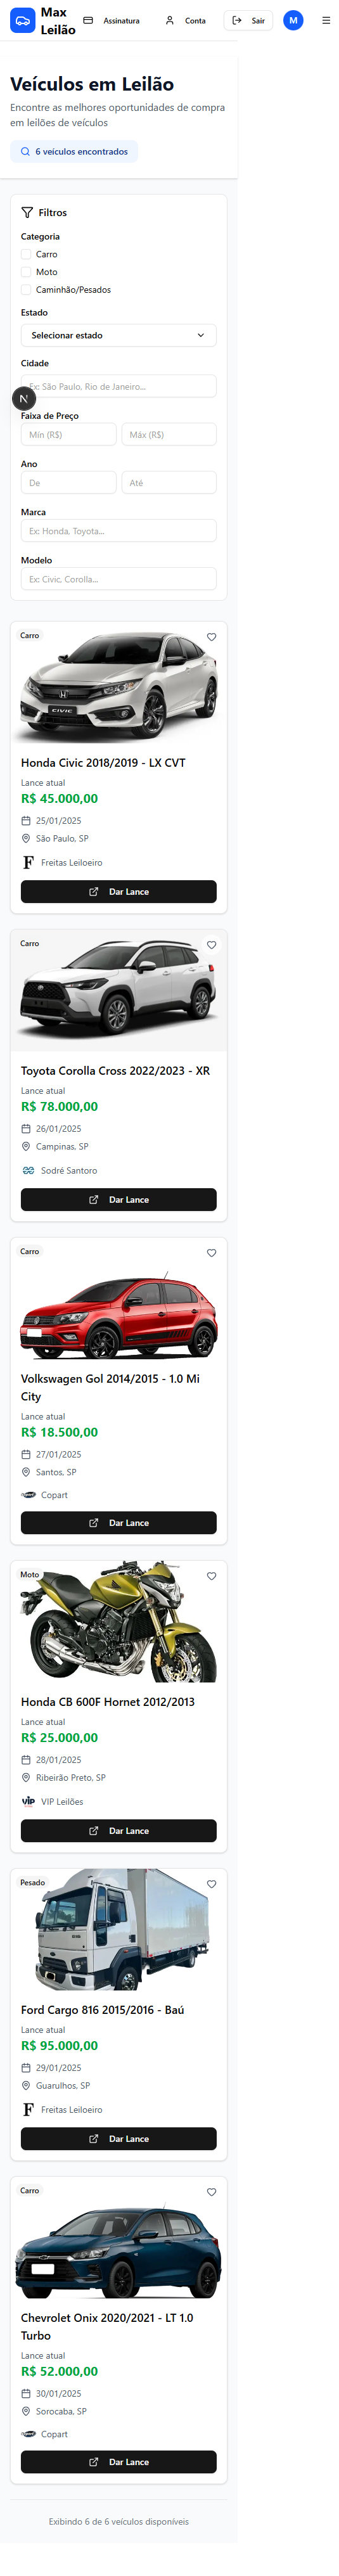 Max
Leilão
Assinatura
Conta
Sair
M
Veículos em Leilão
Encontre as melhores oportunidades de compra
em leilões de veículos
6 veículos encontrados
Filtros
Categoria
Carro
Moto
Caminhão/Pesados
Estado
Selecionar estado
Cidade
Ex: São Paulo, Rio de Janeiro...
N
Faixa de Preço
Mín (R$) Máx (R$)
Ano
De Até
Marca
Ex: Honda, Toyota...
Modelo
Ex: Civic, Corolla...
Carro
CIVIC
Honda Civic 2018/2019 - LX CVT
Lance atual
R$ 45.000,00
25/01/2025
São Paulo, SP
F Freitas Leiloeiro
Dar Lance
Carro
Toyota Corolla Cross 2022/2023 - XR
Lance atual
R$ 78.000,00
26/01/2025
Campinas, SP
Sodré Santoro
Dar Lance
Carro
Volkswagen Gol 2014/2015 - 1.0 Mi
City
Lance atual
R$ 18.500,00
27/01/2025
Santos, SP
Copart
Dar Lance
Moto
Honda CB 600F Hornet 2012/2013
Lance atual
R$ 25.000,00
28/01/2025
Ribeirão Preto, SP
VIP VIP Leilões
Dar Lance
Pesado
Ford Cargo 816 2015/2016 - Baú
Lance atual
R$ 95.000,00
29/01/2025
Guarulhos, SP
F Freitas Leiloeiro
Dar Lance
Carro
Chevrolet Onix 2020/2021 - LT 1.0
Turbo
Lance atual
R$ 52.000,00
30/01/2025
Sorocaba, SP
Copart
Dar Lance
Exibindo 6 de 6 veículos disponíveis